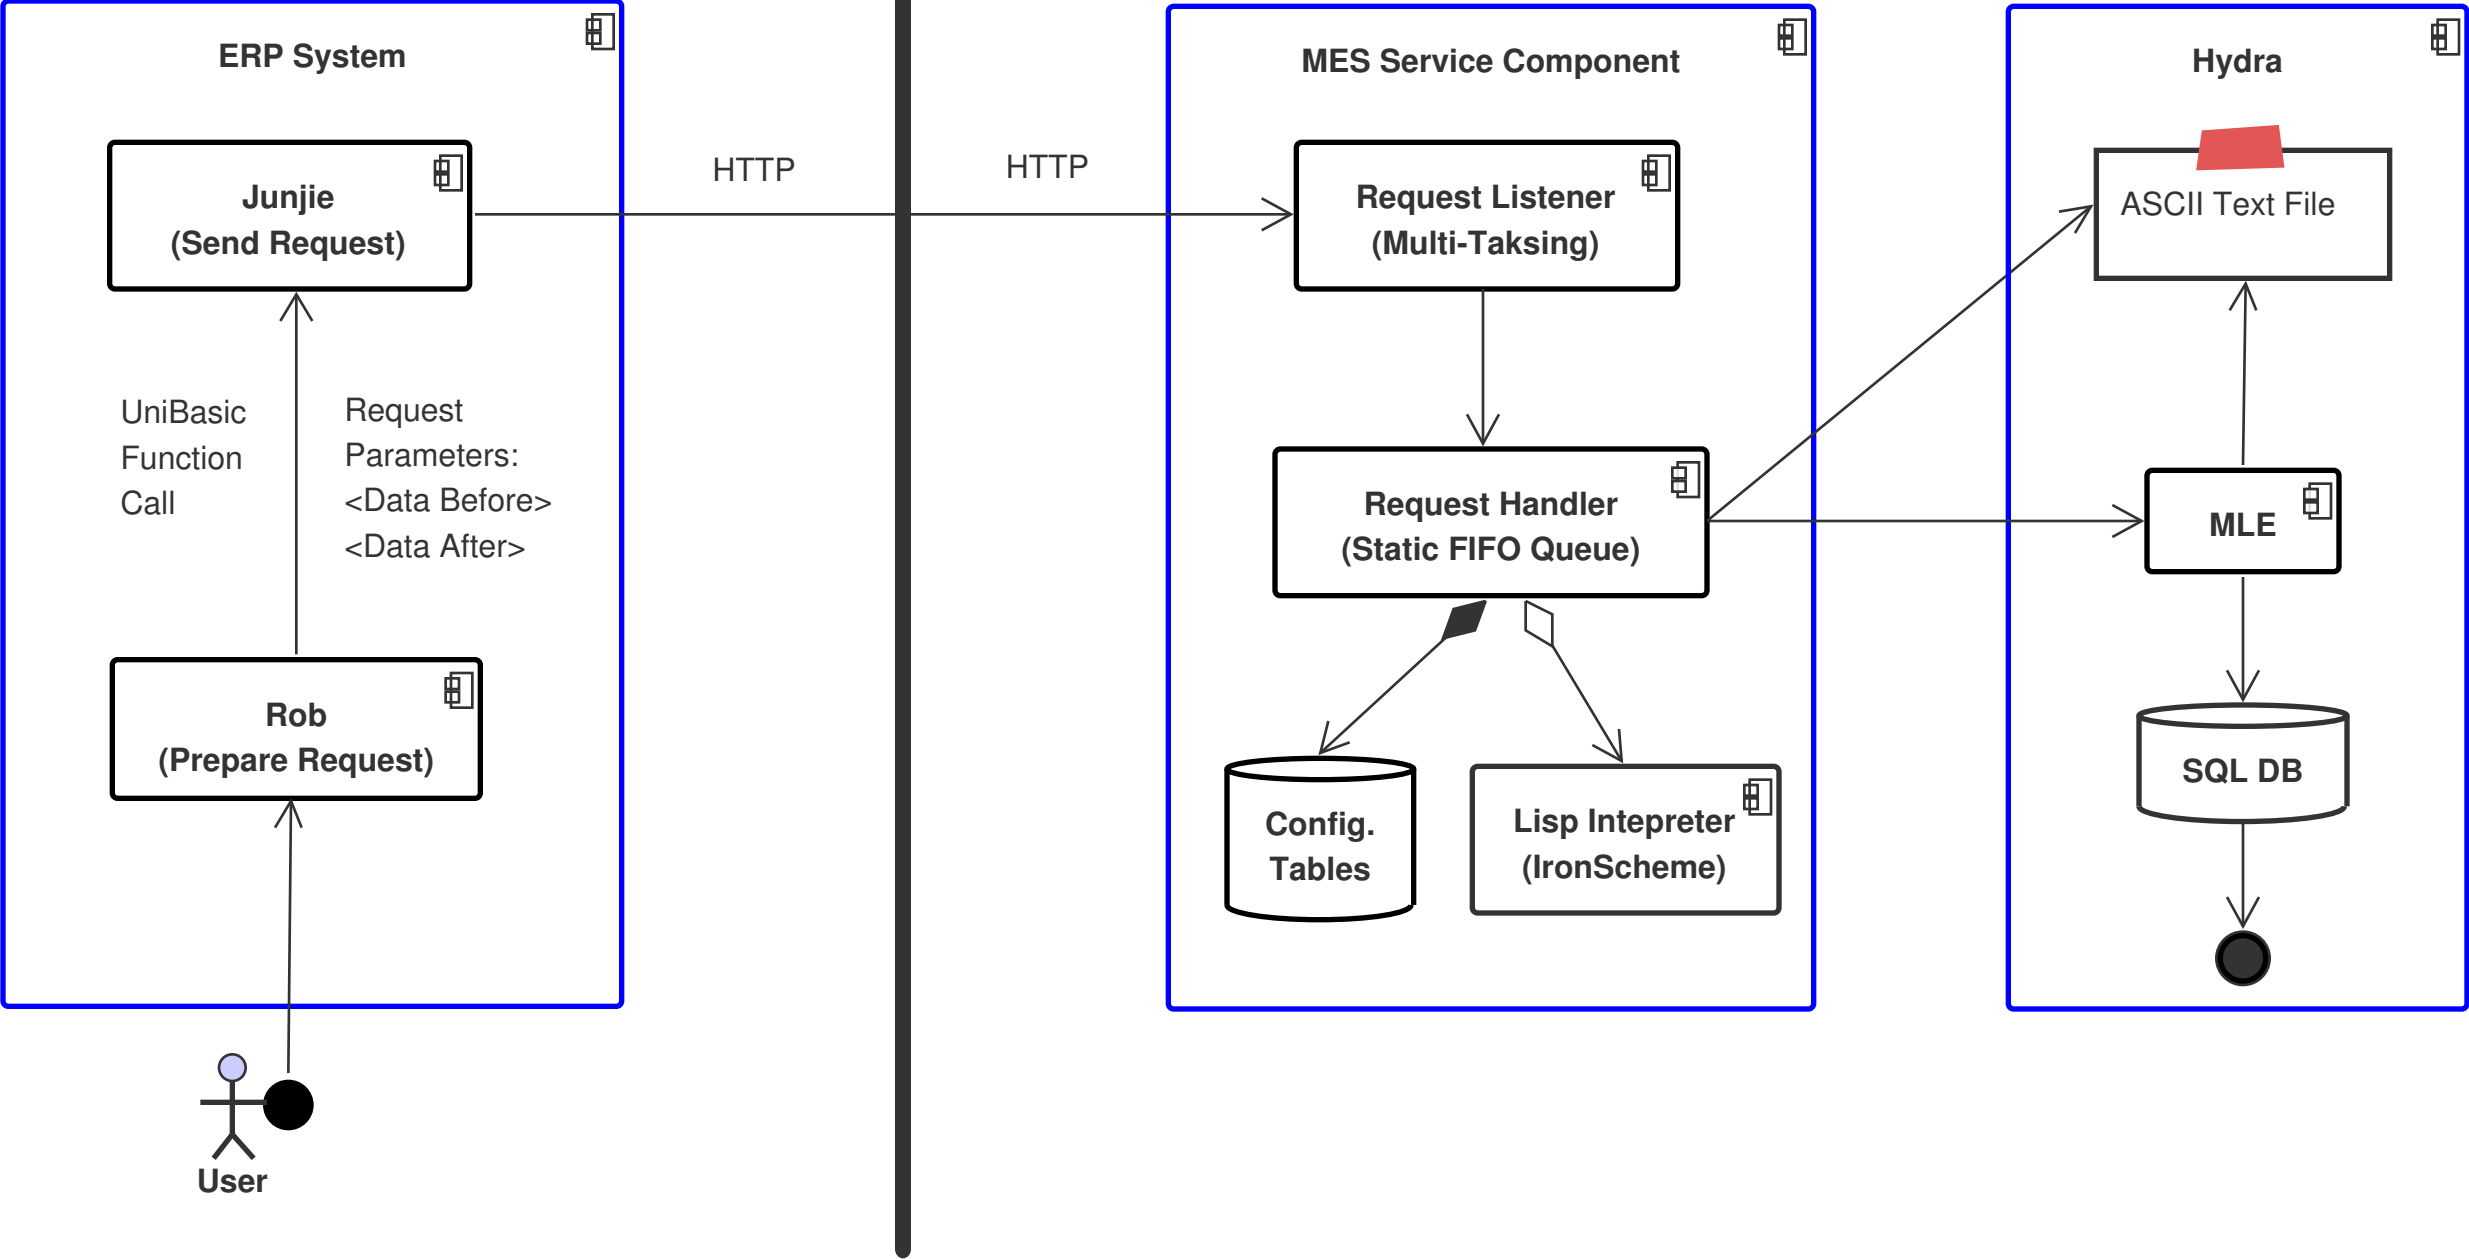 ERP System
Junjie
(Send Request)
UniBasic
Function
Call
Request
Parameters:
<Data Before>
<Data After>
Rob
(Prepare Request)
User
HTTP
HTTP
MES Service Component
Request Listener
(Multi-Taksing)
Request Handler
(Static FIFO Queue)
Config.
Tables
Lisp Intepreter
(IronScheme)
Hydra
ASCII Text File
MLE
SQL DB